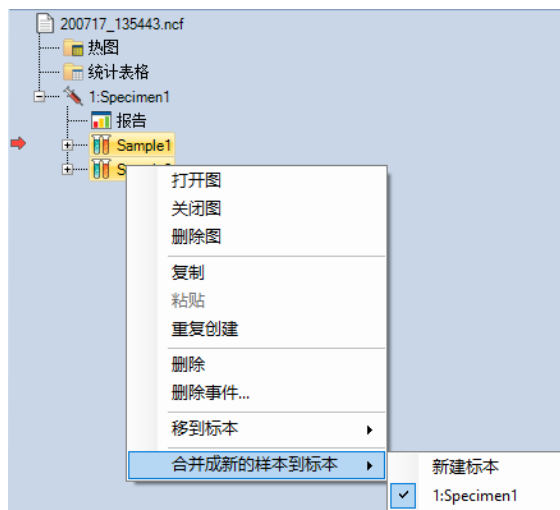 200717_135443.ncf
热图
统计表格
1:Specimen1
报告
Sample1
打开图
关闭图
删除图
复制
粘贴
重复创建
删除
删除事件...
移到标本
合并成新的样本到标本
新建标本
1:Specimen1